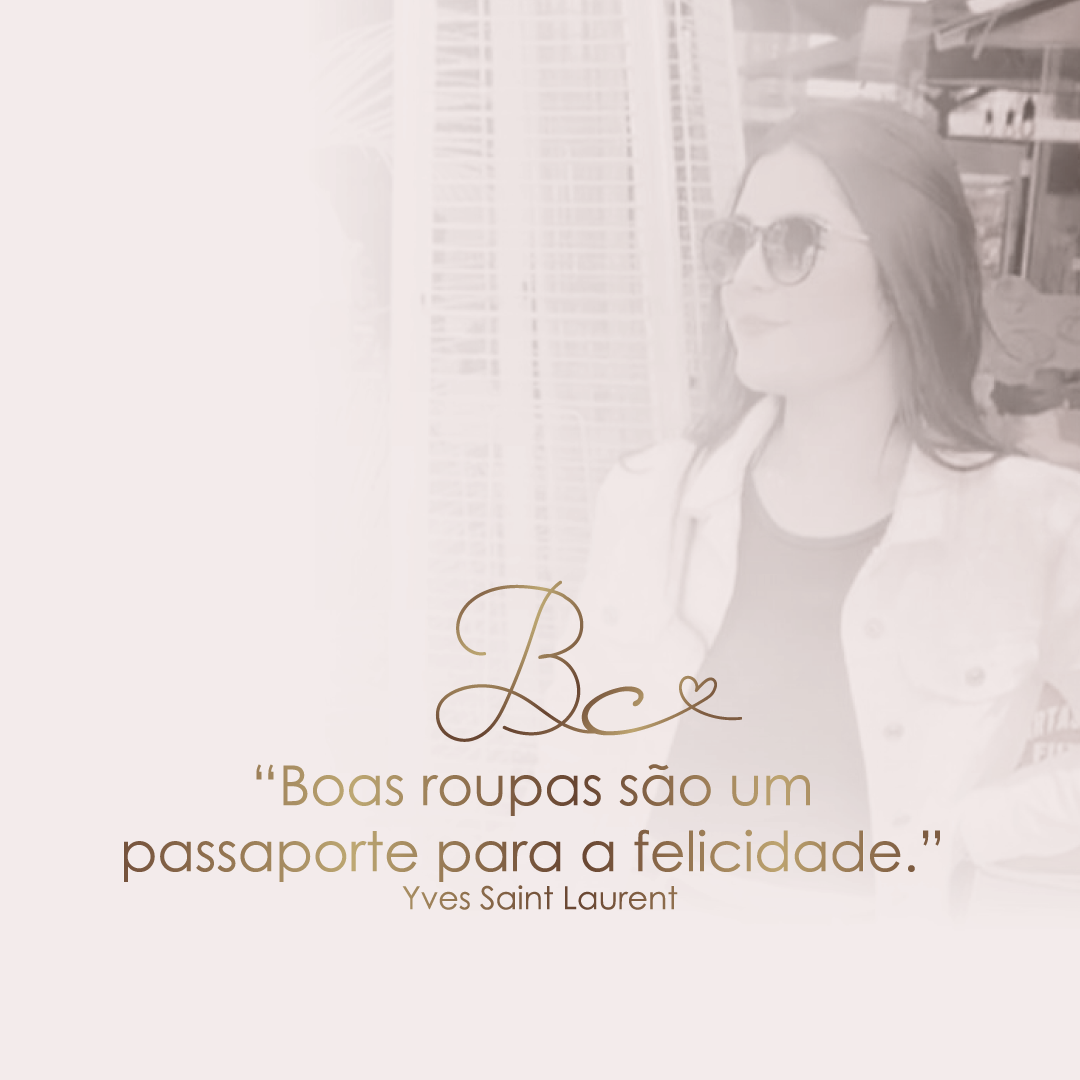 Bc
“Boas roupas são um
passaporte para a felicidade.”
Yves Saint Laurent